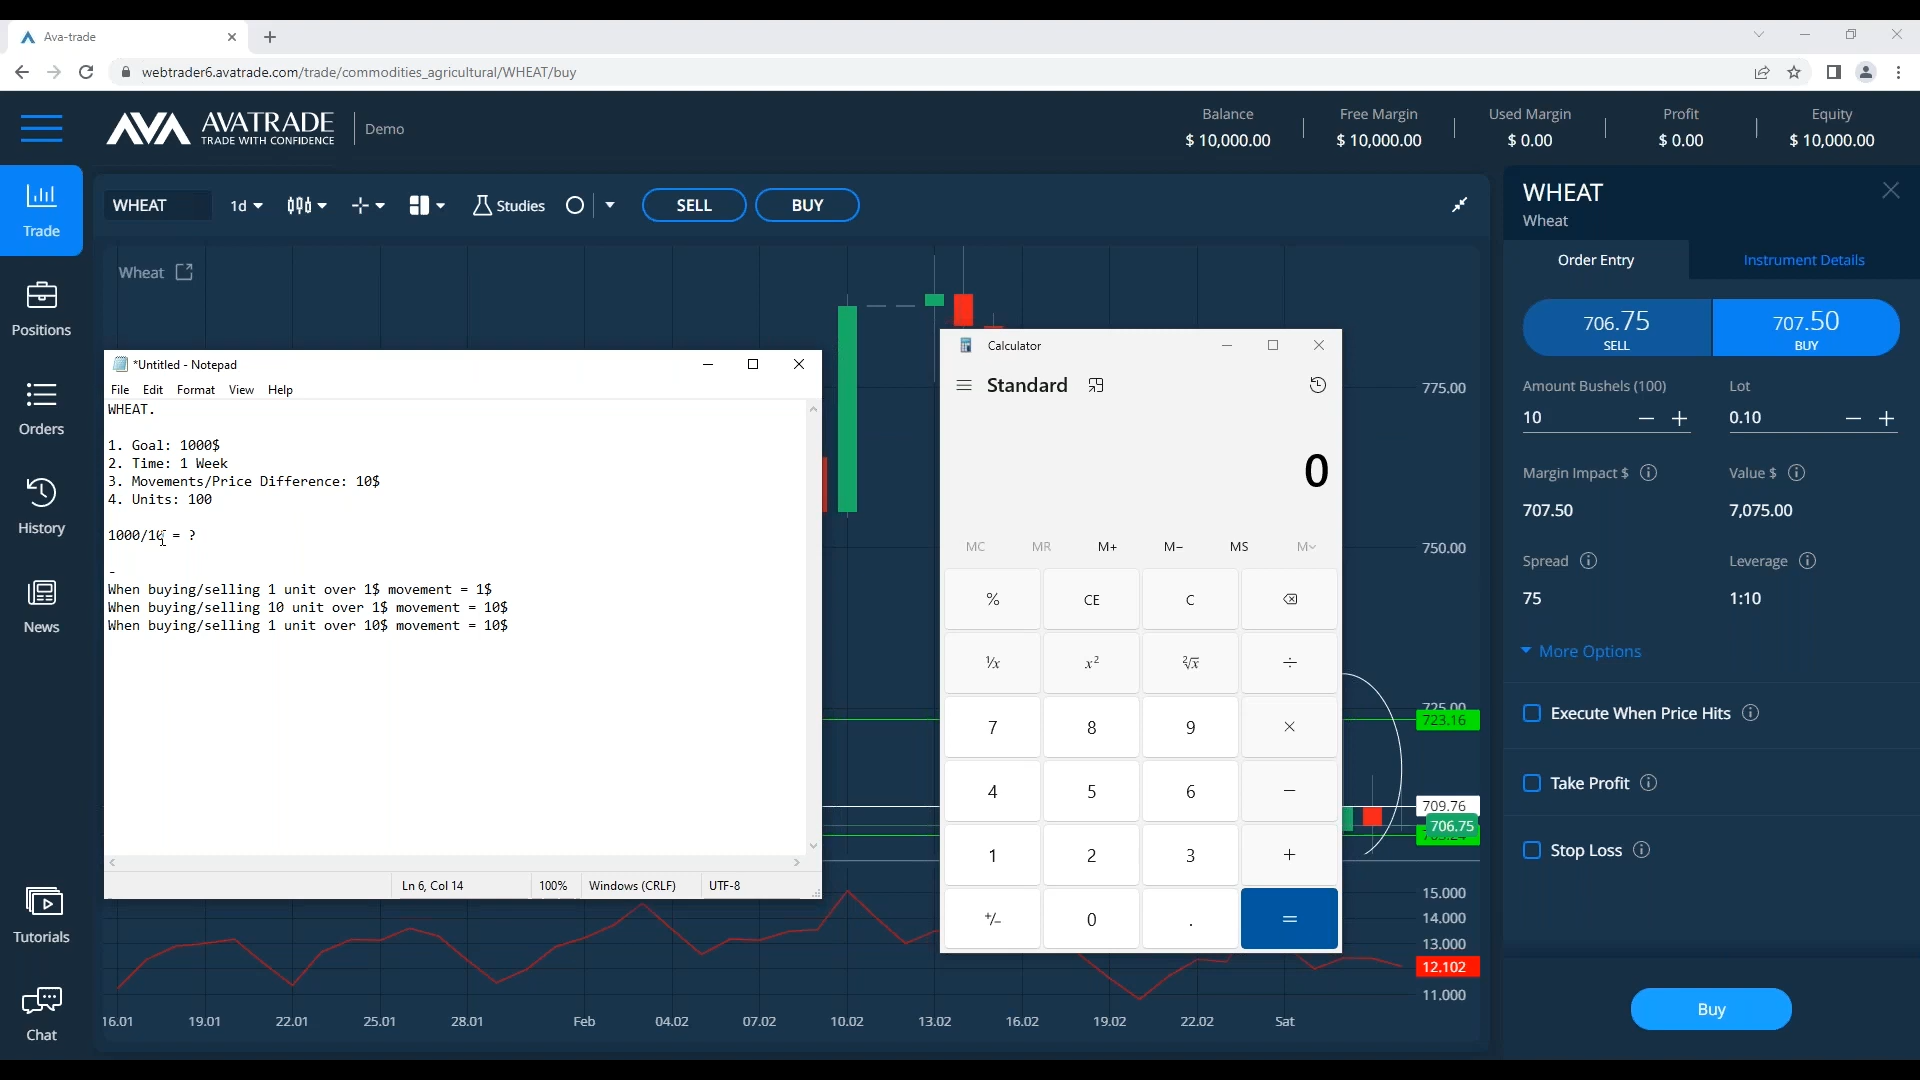 Ava-trade
webtrader6.avatrade.com/trade/commodities_agricultural/WHEAT/buy
AVA AVATRADE
TRADE WITH CONFIDENCE
Demo
Balance
$ 10,000.00
Free Margin
$ 10,000.00
Used Margin
$ 0.00
Profit
$ 0.00
Equity
$ 10,000.00
Trade
Positions
Orders
History
News
Tutorials
Chat
WHEAT
1d
Studies
SELL
BUY
Wheat
*Untitled - Notepad
File Edit Format View Help
WHEAT.
1. Goal: 1000$
2. Time: 1 Week
3. Movements/Price Difference: 10$
4. Units: 100
1000/10 = ?
-
When buying/selling 1 unit over 1$ movement = 1$
When buying/selling 10 unit over 1$ movement = 10$
When buying/selling 1 unit over 10$ movement = 10$
Ln 6, Col 14
100%
Windows (CRLF)
UTF-8
Calculator
Standard
0
MC MR M+ M− MS M˅
% CE C
¹/x x² ²√x ÷
7 8 9 ×
4 5 6 −
1 2 3 +
+/− 0 . =
775.00
750.00
725.00
723.16
709.76
706.75
15.000
14.000
13.000
12.102
11.000
16.01 19.01 22.01 25.01 28.01 Feb 04.02 07.02 10.02 13.02 16.02 19.02 22.02 Sat
WHEAT
Wheat
Order Entry
Instrument Details
706.75
SELL
707.50
BUY
Amount Bushels (100)
10
Lot
0.10
Margin Impact $
707.50
Value $
7,075.00
Spread
75
Leverage
1:10
More Options
Execute When Price Hits
Take Profit
Stop Loss
Buy